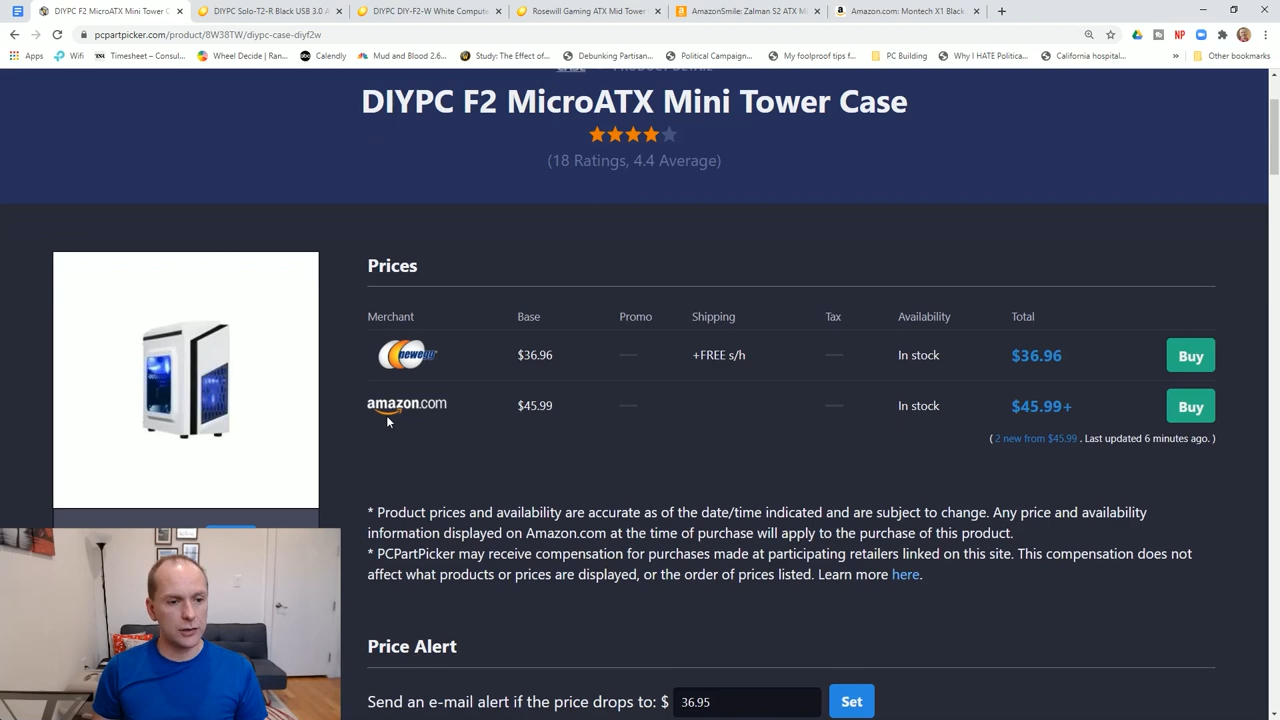 DIYPC F2 MicroATX Mini Tower C
DIYPC Solo-T2-R Black USB 3.0 A
DIYPC DIY-F2-W White Compute
Rosewill Gaming ATX Mid Tower
AmazonSmile: Zalman S2 ATX M
Amazon.com: Montech X1 Black
pcpartpicker.com/product/8W38TW/diypc-case-diyf2w
Apps
Wifi
Timesheet – Consul...
Wheel Decide | Ran...
Calendly
Mud and Blood 2.6...
Study: The Effect of...
Debunking Partisan...
Political Campaign...
My foolproof tips f...
PC Building
Why I HATE Politica...
California hospital...
»
Other bookmarks
DIYPC F2 MicroATX Mini Tower Case
(18 Ratings, 4.4 Average)
Prices
Merchant Base Promo Shipping Tax Availability Total
newegg $36.96 — +FREE s/h — In stock $36.96 Buy
amazon.com $45.99 — — In stock $45.99+ Buy
( 2 new from $45.99 . Last updated 6 minutes ago. )
* Product prices and availability are accurate as of the date/time indicated and are subject to change. Any price and availability
information displayed on Amazon.com at the time of purchase will apply to the purchase of this product.
* PCPartPicker may receive compensation for purchases made at participating retailers linked on this site. This compensation does not
affect what products or prices are displayed, or the order of prices listed. Learn more here.
Price Alert
Send an e-mail alert if the price drops to: $ 36.95 Set